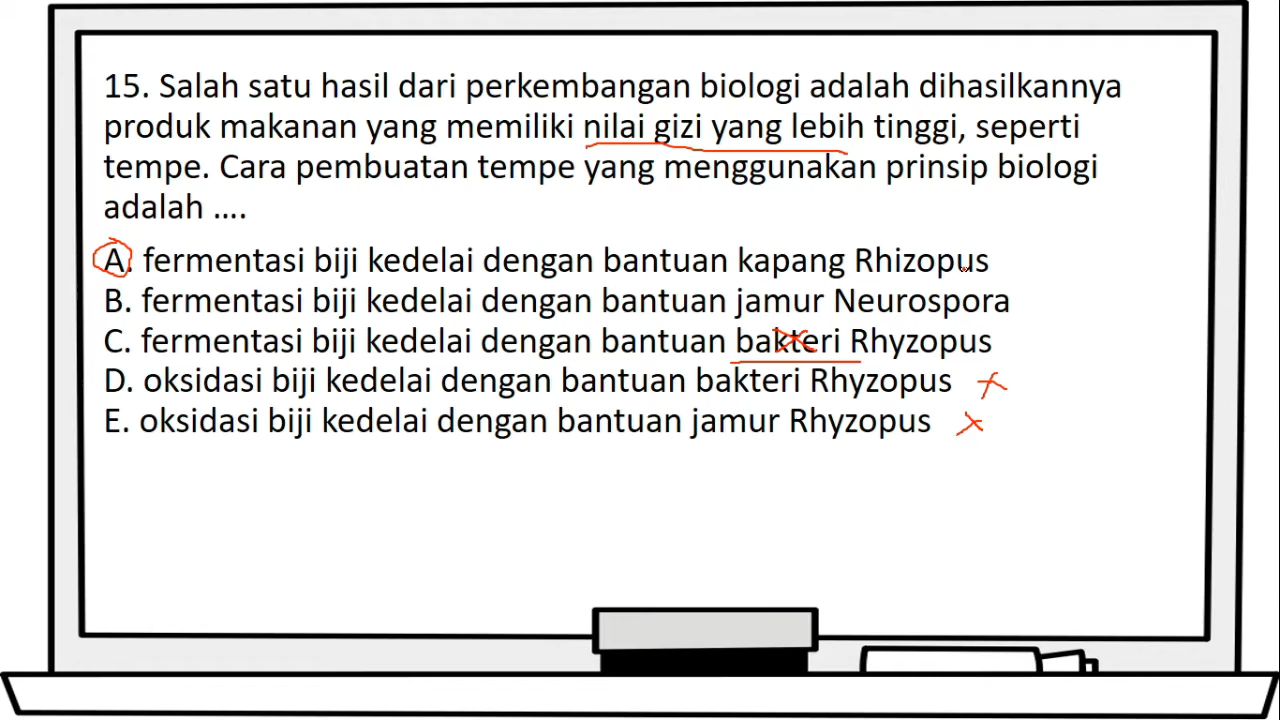 15. Salah satu hasil dari perkembangan biologi adalah dihasilkannya
produk makanan yang memiliki nilai gizi yang lebih tinggi, seperti
tempe. Cara pembuatan tempe yang menggunakan prinsip biologi
adalah ....
A. fermentasi biji kedelai dengan bantuan kapang Rhizopus
B. fermentasi biji kedelai dengan bantuan jamur Neurospora
C. fermentasi biji kedelai dengan bantuan bakteri Rhyzopus
D. oksidasi biji kedelai dengan bantuan bakteri Rhyzopus
E. oksidasi biji kedelai dengan bantuan jamur Rhyzopus